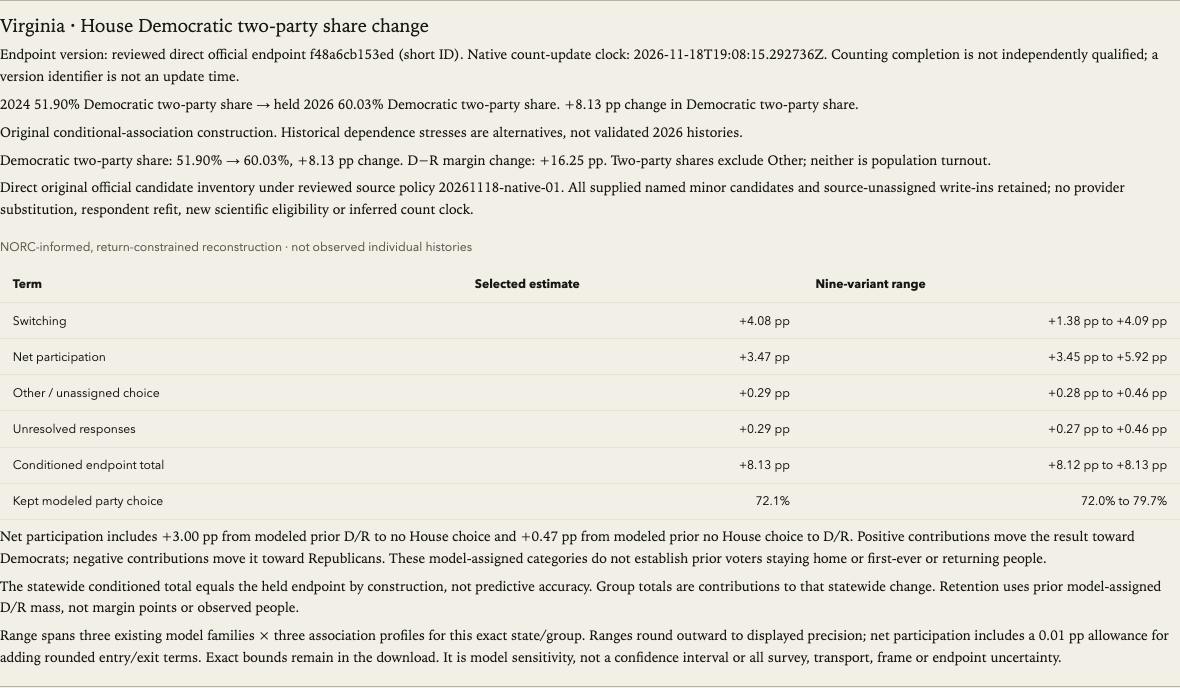 Virginia · House Democratic two-party share change
Endpoint version: reviewed direct official endpoint f48a6cb153ed (short ID). Native count-update clock: 2026-11-18T19:08:15.292736Z. Counting completion is not independently qualified; a
version identifier is not an update time.
2024 51.90% Democratic two-party share → held 2026 60.03% Democratic two-party share. +8.13 pp change in Democratic two-party share.
Original conditional-association construction. Historical dependence stresses are alternatives, not validated 2026 histories.
Democratic two-party share: 51.90% → 60.03%, +8.13 pp change. D−R margin change: +16.25 pp. Two-party shares exclude Other; neither is population turnout.
Direct original official candidate inventory under reviewed source policy 20261118-native-01. All supplied named minor candidates and source-unassigned write-ins retained; no provider
substitution, respondent refit, new scientific eligibility or inferred count clock.
NORC-informed, return-constrained reconstruction · not observed individual histories
Term Selected estimate Nine-variant range
Switching +4.08 pp +1.38 pp to +4.09 pp
Net participation +3.47 pp +3.45 pp to +5.92 pp
Other / unassigned choice +0.29 pp +0.28 pp to +0.46 pp
Unresolved responses +0.29 pp +0.27 pp to +0.46 pp
Conditioned endpoint total +8.13 pp +8.12 pp to +8.13 pp
Kept modeled party choice 72.1% 72.0% to 79.7%
Net participation includes +3.00 pp from modeled prior D/R to no House choice and +0.47 pp from modeled prior no House choice to D/R. Positive contributions move the result toward
Democrats; negative contributions move it toward Republicans. These model-assigned categories do not establish prior voters staying home or first-ever or returning people.
The statewide conditioned total equals the held endpoint by construction, not predictive accuracy. Group totals are contributions to that statewide change. Retention uses prior model-assigned
D/R mass, not margin points or observed people.
Range spans three existing model families × three association profiles for this exact state/group. Ranges round outward to displayed precision; net participation includes a 0.01 pp allowance for
adding rounded entry/exit terms. Exact bounds remain in the download. It is model sensitivity, not a confidence interval or all survey, transport, frame or endpoint uncertainty.